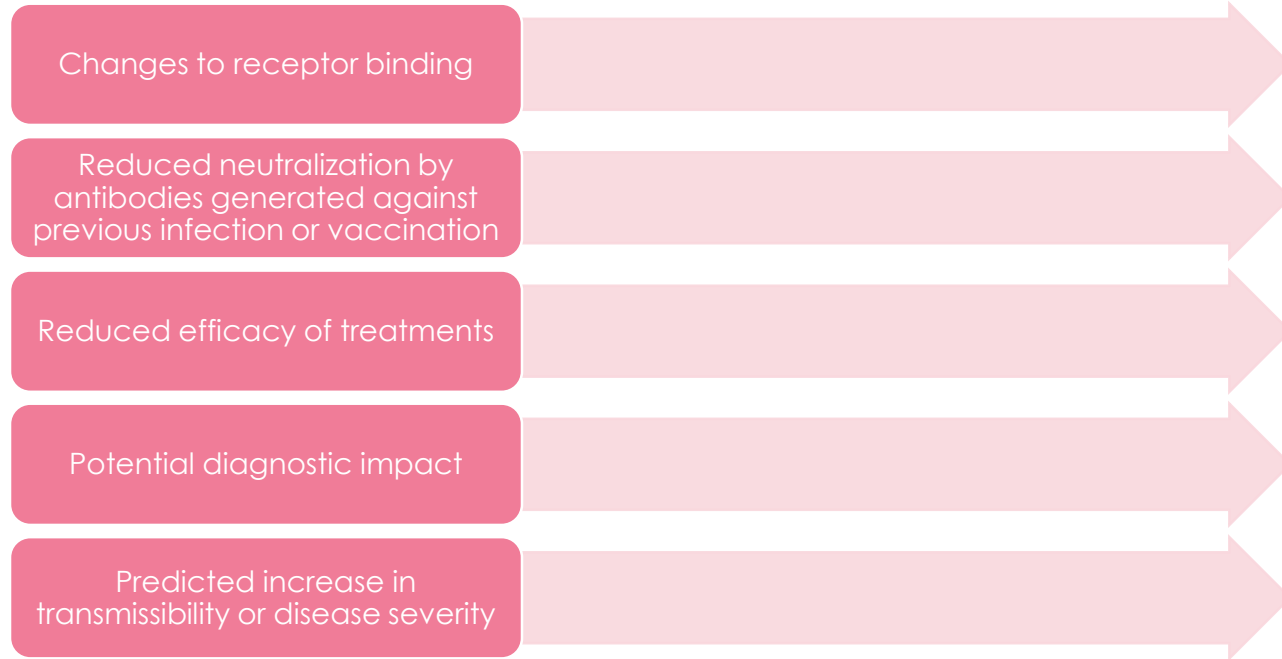 Changes to receptor binding
Reduced neutralization by
antibodies generated against
previous infection or vaccination
Reduced efficacy of treatments
Potential diagnostic impact
Predicted increase in
transmissibility or disease severity